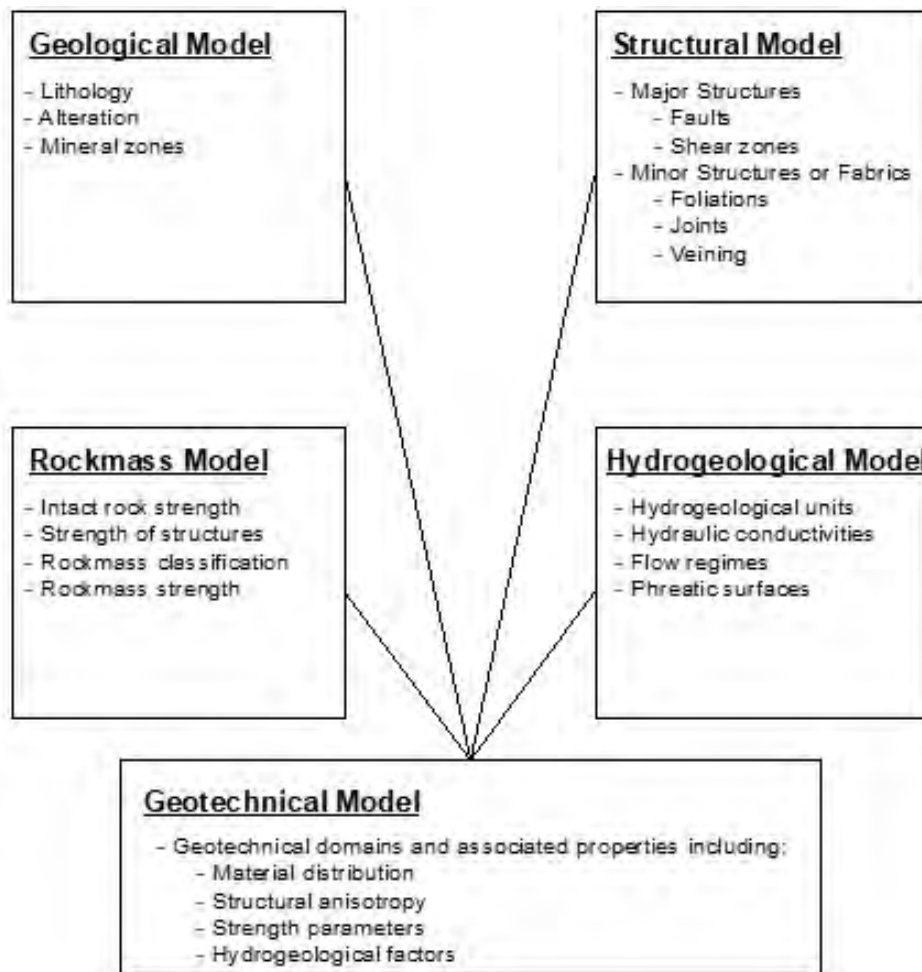 Geological Model
- Lithology
- Alteration
- Mineral zones
Structural Model
- Major Structures
- Faults
- Shear zones
- Minor Structures or Fabrics
- Foliations
- Joints
- Veining
Rockmass Model
- Intact rock strength
- Strength of structures
- Rockmass classification
- Rockmass strength
Hydrogeological Model
- Hydrogeological units
- Hydraulic conductivities
- Flow regimes
- Phreatic surfaces
Geotechnical Model
- Geotechnical domains and associated properties including:
- Material distribution
- Structural anisotropy
- Strength parameters
- Hydrogeological factors